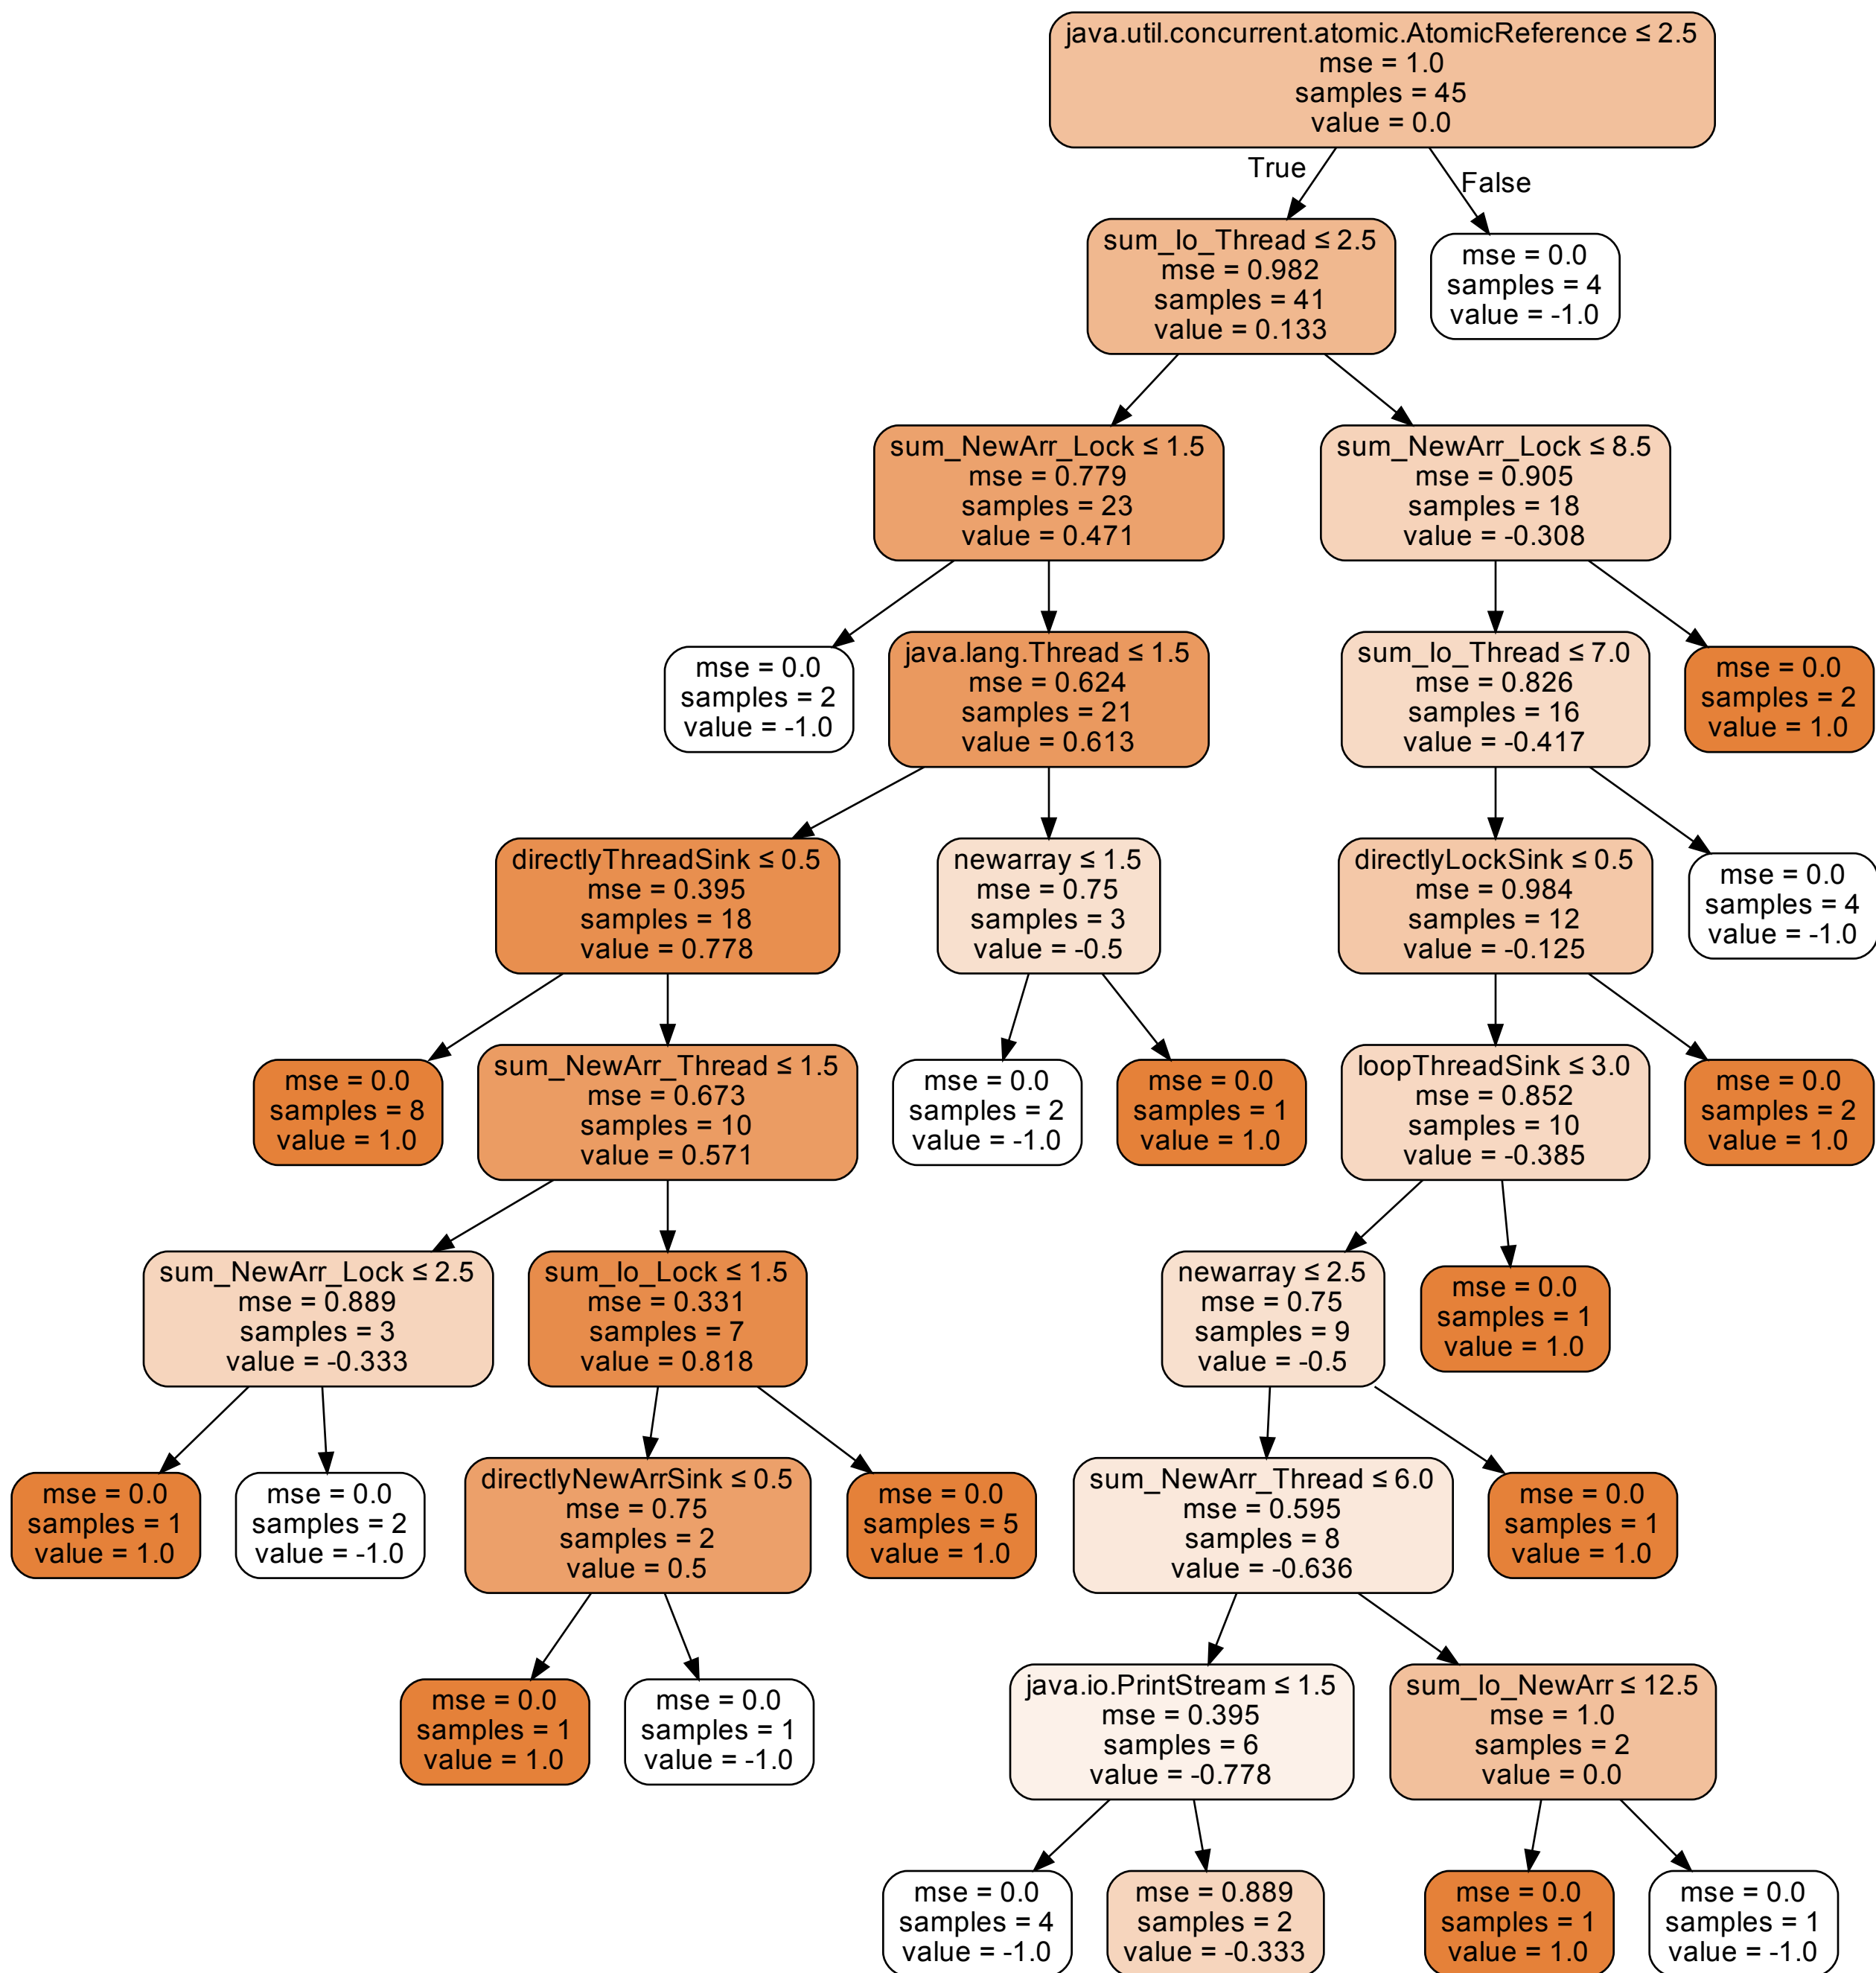 java.util.concurrent.atomic.AtomicReference ≤ 2.5
mse = 1.0
samples = 45
value = 0.0
True
False
sum_Io_Thread ≤ 2.5
mse = 0.982
samples = 41
value = 0.133
mse = 0.0
samples = 4
value = -1.0
sum_NewArr_Lock ≤ 1.5
mse = 0.779
samples = 23
value = 0.471
sum_NewArr_Lock ≤ 8.5
mse = 0.905
samples = 18
value = -0.308
mse = 0.0
samples = 2
value = -1.0
java.lang.Thread ≤ 1.5
mse = 0.624
samples = 21
value = 0.613
sum_Io_Thread ≤ 7.0
mse = 0.826
samples = 16
value = -0.417
mse = 0.0
samples = 2
value = 1.0
directlyThreadSink ≤ 0.5
mse = 0.395
samples = 18
value = 0.778
newarray ≤ 1.5
mse = 0.75
samples = 3
value = -0.5
directlyLockSink ≤ 0.5
mse = 0.984
samples = 12
value = -0.125
mse = 0.0
samples = 4
value = -1.0
mse = 0.0
samples = 8
value = 1.0
sum_NewArr_Thread ≤ 1.5
mse = 0.673
samples = 10
value = 0.571
mse = 0.0
samples = 2
value = -1.0
mse = 0.0
samples = 1
value = 1.0
loopThreadSink ≤ 3.0
mse = 0.852
samples = 10
value = -0.385
mse = 0.0
samples = 2
value = 1.0
sum_NewArr_Lock ≤ 2.5
mse = 0.889
samples = 3
value = -0.333
sum_Io_Lock ≤ 1.5
mse = 0.331
samples = 7
value = 0.818
newarray ≤ 2.5
mse = 0.75
samples = 9
value = -0.5
mse = 0.0
samples = 1
value = 1.0
mse = 0.0
samples = 1
value = 1.0
mse = 0.0
samples = 2
value = -1.0
directlyNewArrSink ≤ 0.5
mse = 0.75
samples = 2
value = 0.5
mse = 0.0
samples = 5
value = 1.0
sum_NewArr_Thread ≤ 6.0
mse = 0.595
samples = 8
value = -0.636
mse = 0.0
samples = 1
value = 1.0
mse = 0.0
samples = 1
value = 1.0
mse = 0.0
samples = 1
value = -1.0
java.io.PrintStream ≤ 1.5
mse = 0.395
samples = 6
value = -0.778
sum_Io_NewArr ≤ 12.5
mse = 1.0
samples = 2
value = 0.0
mse = 0.0
samples = 4
value = -1.0
mse = 0.889
samples = 2
value = -0.333
mse = 0.0
samples = 1
value = 1.0
mse = 0.0
samples = 1
value = -1.0